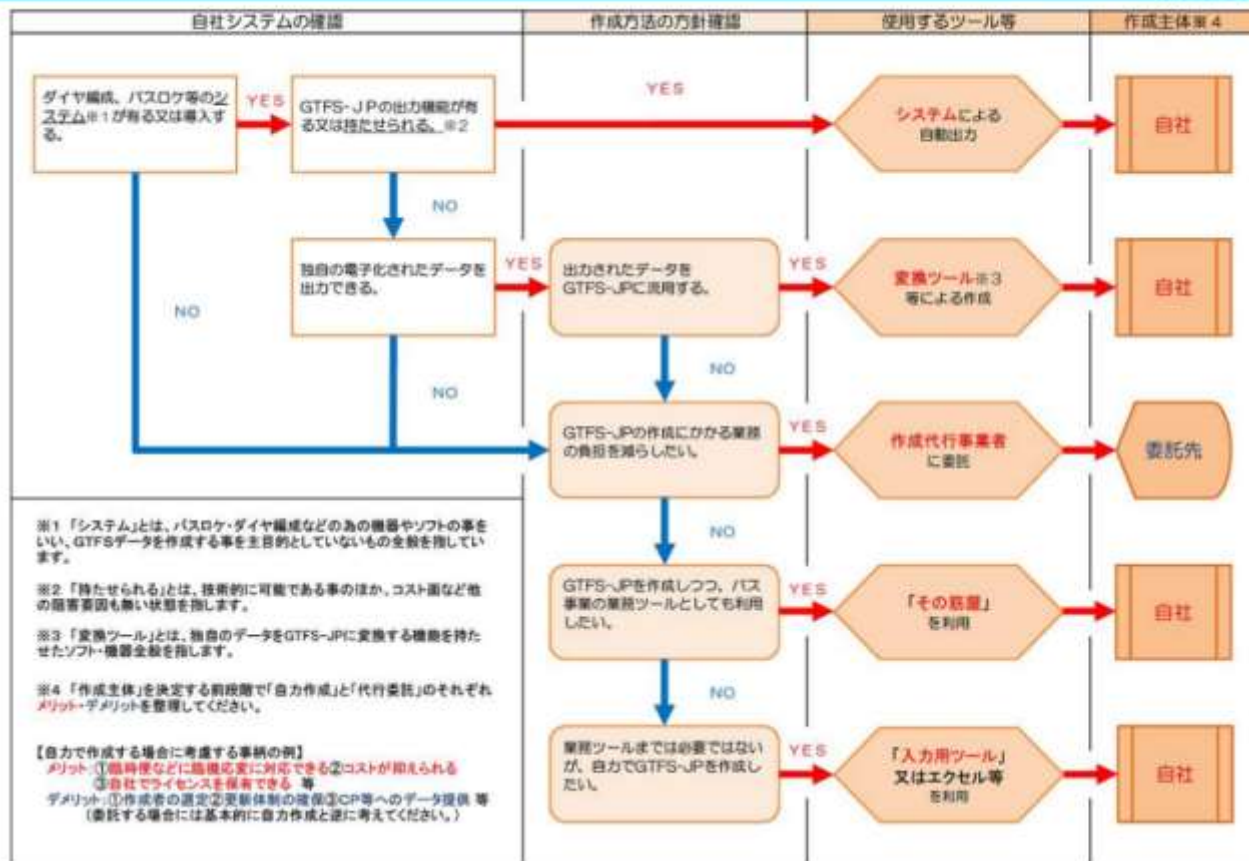 自社システムの確認
作成方法の方針確認
使用するツール等
作成主体※4
ダイヤ編成、バスロケ等のシ
ステム※1が有る又は導入す
る。
YES
GTFS-JPの出力機能が有
る又は持たせられる。※2
YES
システムによる
自動出力
自社
NO
NO
独自の電子化されたデータを
出力できる。
YES
出力されたデータを
GTFS-JPに流用する。
YES
変換ツール※3
等による作成
自社
NO
NO
GTFS-JPの作成にかかる業務
の負担を減らしたい。
YES
作成代行事業者
に委託
委託先
NO
GTFS-JPを作成しつつ、バス
事業の業務ツールとしても利用
したい。
YES
「その筋屋」
を利用
自社
NO
業務ツールまでは必要ではない
が、自力でGTFS-JPを作成し
たい。
YES
「入力用ツール」
又はエクセル等
を利用
自社
※1 「システム」とは、バスロケ・ダイヤ編成などの為の機器やソフトの事を
いい、GTFSデータを作成する事を主目的としていないもの全般を指してい
ます。
※2 「持たせられる」とは、技術的に可能である事のほか、コスト面など他
の阻害要因も無い状態を指します。
※3 「変換ツール」とは、独自のデータをGTFS-JPに変換する機能を持た
せたソフト・機器全般を指します。
※4 「作成主体」を決定する前段階で「自力作成」と「代行委託」のそれぞれ
メリット・デメリットを整理してください。
【自力で作成する場合に考慮する事柄の例】
メリット:①臨時便などに臨機応変に対応できる②コストが抑えられる
③自社でライセンスを保有できる 等
デメリット:①作成者の選定②更新体制の確保③CP等へのデータ提供 等
(委託する場合には基本的に自力作成と逆に考えてください。)